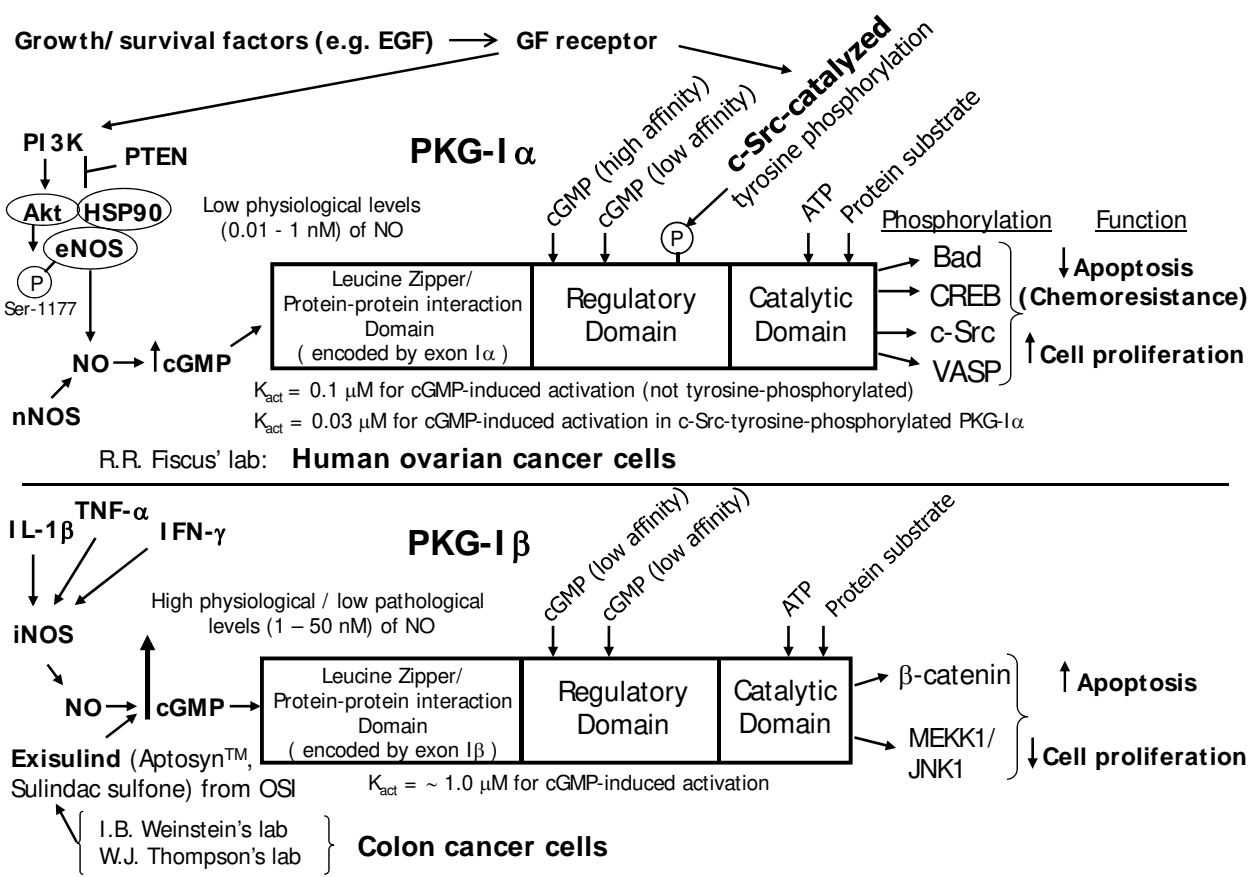 Growth/ survival factors (e.g. EGF)
GF receptor
c-Src-catalyzed
tyrosine phosphorylation
PI3K
PTEN
Akt
HSP90
eNOS
P
Ser-1177
NO
cGMP
nNOS
PKG-Iα
Low physiological levels
(0.01 - 1 nM) of NO
cGMP (high affinity)
cGMP (low affinity)
P
ATP
Protein substrate
Leucine Zipper/
Protein-protein interaction
Domain
( encoded by exon Iα )
Regulatory
Domain
Catalytic
Domain
Phosphorylation
Function
Bad
CREB
c-Src
VASP
Apoptosis
(Chemoresistance)
Cell proliferation
Kact = 0.1 μM for cGMP-induced activation (not tyrosine-phosphorylated)
Kact = 0.03 μM for cGMP-induced activation in c-Src-tyrosine-phosphorylated PKG-Iα
R.R. Fiscus' lab: Human ovarian cancer cells
IL-1β
TNF-α
IFN-γ
iNOS
NO
cGMP
PKG-Iβ
High physiological / low pathological
levels (1 – 50 nM) of NO
cGMP (low affinity)
cGMP (low affinity)
ATP
Protein substrate
Leucine Zipper/
Protein-protein interaction
Domain
( encoded by exon Iβ )
Regulatory
Domain
Catalytic
Domain
β-catenin
MEKK1/
JNK1
Apoptosis
Cell proliferation
Kact = ~ 1.0 μM for cGMP-induced activation
Exisulind (Aptosyn™,
Sulindac sulfone) from OSI
I.B. Weinstein's lab
W.J. Thompson's lab
Colon cancer cells